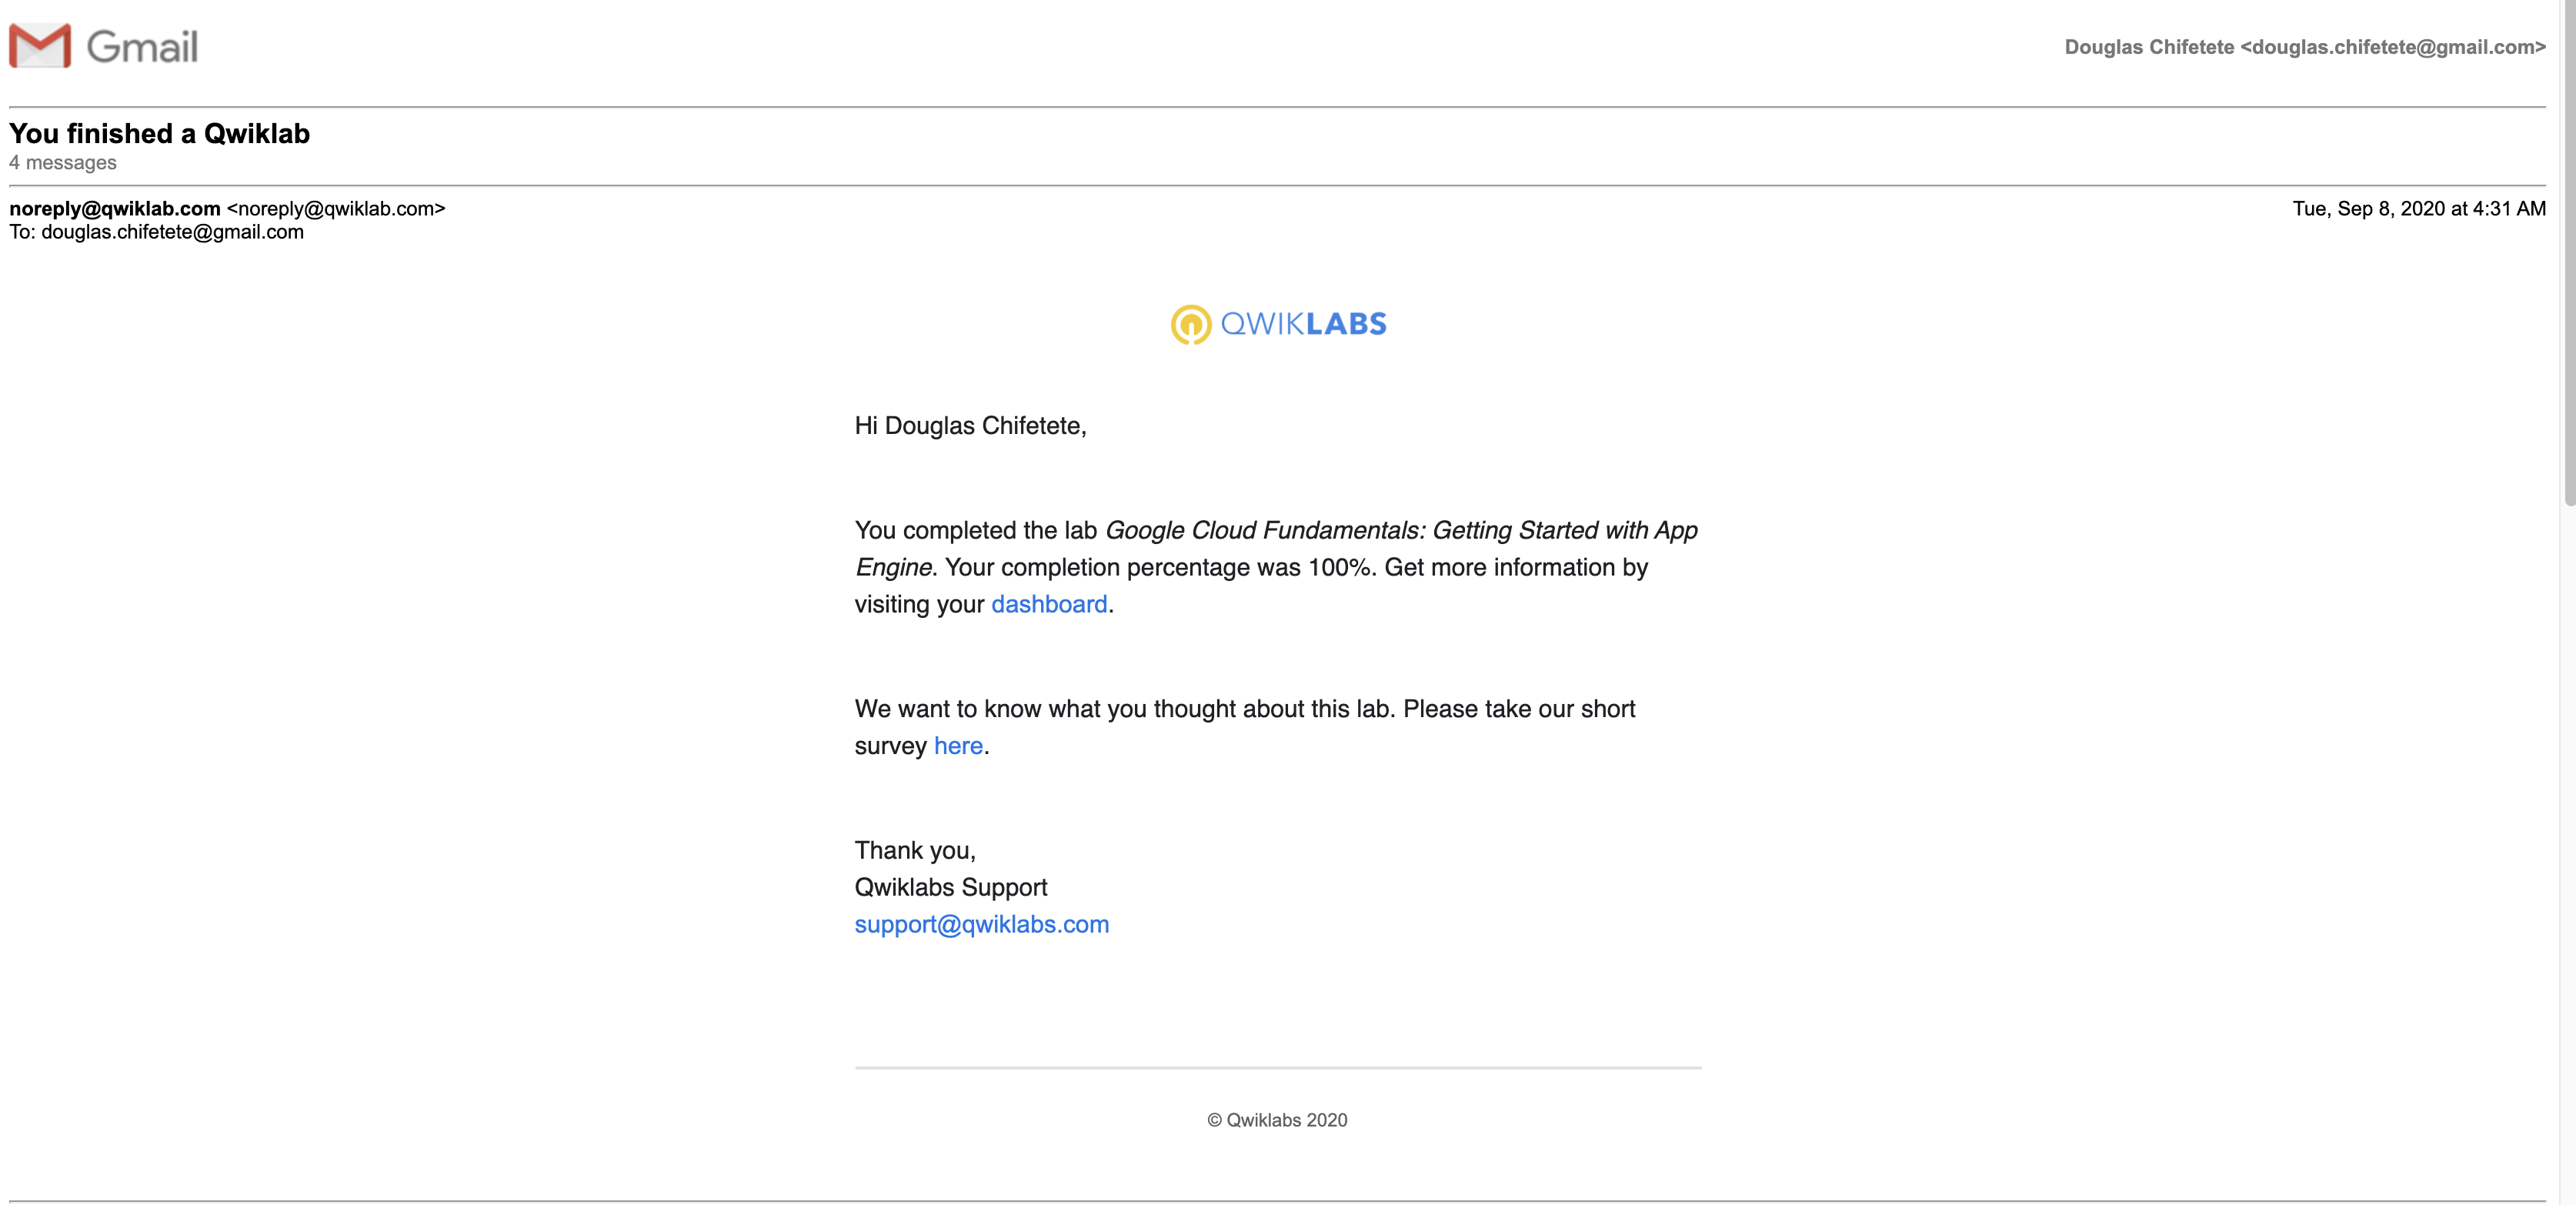 Gmail
Douglas Chifetete <douglas.chifetete@gmail.com>
You finished a Qwiklab
4 messages
noreply@qwiklab.com <noreply@qwiklab.com>
Tue, Sep 8, 2020 at 4:31 AM
To: douglas.chifetete@gmail.com
QWIKLABS
Hi Douglas Chifetete,
You completed the lab Google Cloud Fundamentals: Getting Started with App
Engine. Your completion percentage was 100%. Get more information by
visiting your dashboard.
We want to know what you thought about this lab. Please take our short
survey here.
Thank you,
Qwiklabs Support
support@qwiklabs.com
© Qwiklabs 2020